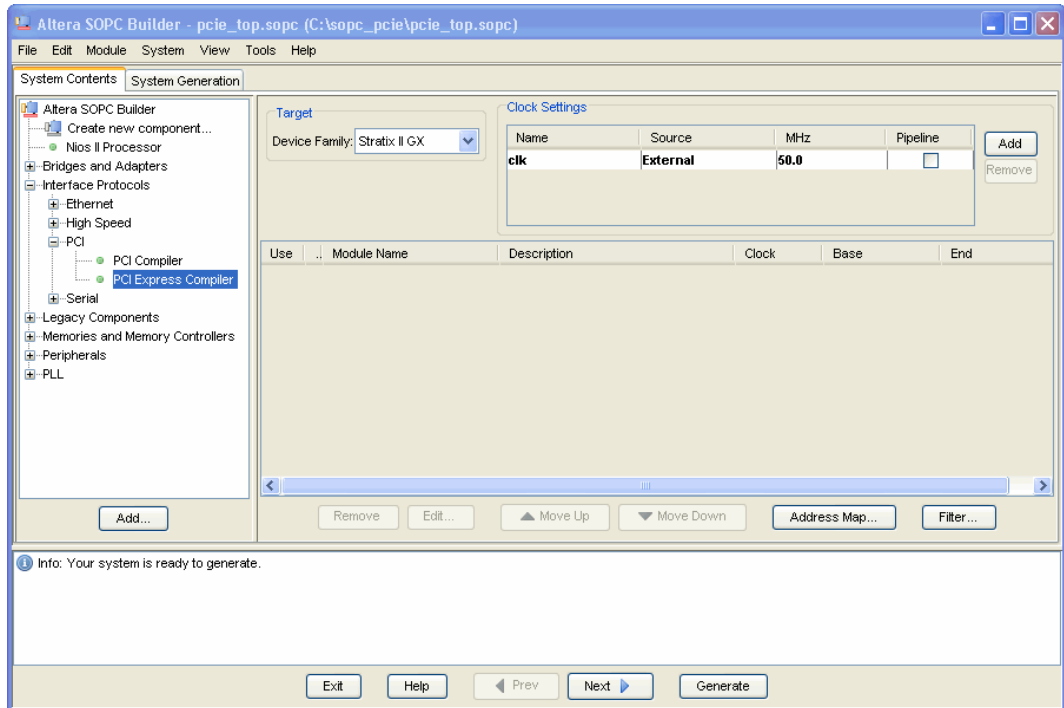 Altera SOPC Builder - pcie_top.sopc (C:\sopc_pcie\pcie_top.sopc)
File Edit Module System View Tools Help
System Contents System Generation
Altera SOPC Builder
Create new component...
Nios II Processor
Bridges and Adapters
Interface Protocols
Ethernet
High Speed
PCI
PCI Compiler
PCI Express Compiler
Serial
Legacy Components
Memories and Memory Controllers
Peripherals
PLL
Add...
Target
Device Family: Stratix II GX
Clock Settings
Name Source MHz Pipeline
clk External 50.0
Add
Remove
Use .. Module Name Description Clock Base End
Remove Edit... Move Up Move Down Address Map... Filter...
Info: Your system is ready to generate.
Exit Help Prev Next Generate